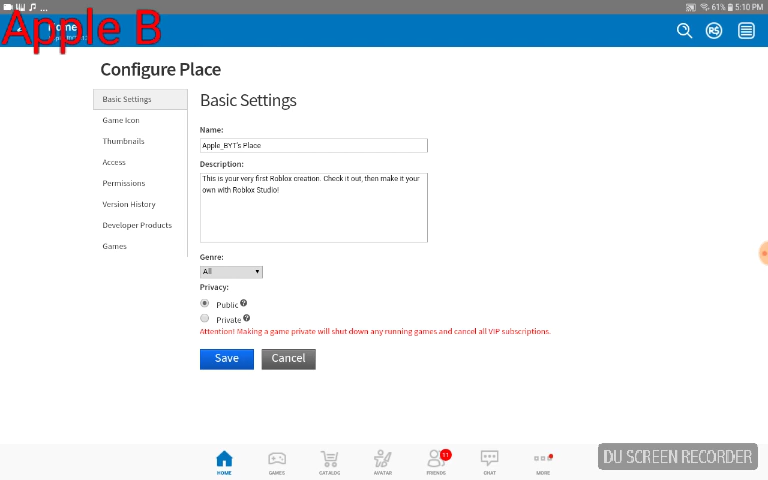 61% 5:10 PM
Apple B
Home
Configure Place
Basic Settings
Game Icon
Thumbnails
Access
Permissions
Version History
Developer Products
Games
Basic Settings
Name:
Apple_BYT's Place
Description:
This is your very first Roblox creation. Check it out, then make it your
own with Roblox Studio!
Genre:
All
Privacy:
Public
Private
Attention! Making a game private will shut down any running games and cancel all VIP subscriptions.
Save
Cancel
HOME
GAMES
CATALOG
AVATAR
FRIENDS
11
CHAT
MORE
DU SCREEN RECORDER